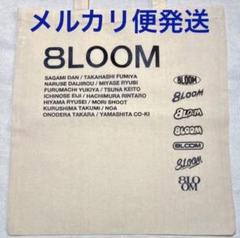 メルカリ便発送
8LOOM
SAGAMI DAN / TAKAHASHI FUMIYA
NARUSE DAIJIROU / MIYASE RYUBI
FURUMACHI YUKIYA / TSUNA KEITO
ICHINOSE EIJI / HACHIMURA RINTARO
HIYAMA RYUSEI / MORI SHOOT
KURUSHIMA TAKUMI / NOA
ONODERA TAKARA / YAMASHITA CO-KI
8LOOM
8LOOM
8LOOM
8LOOM
8LOOM
8LOOM
8LO
OM